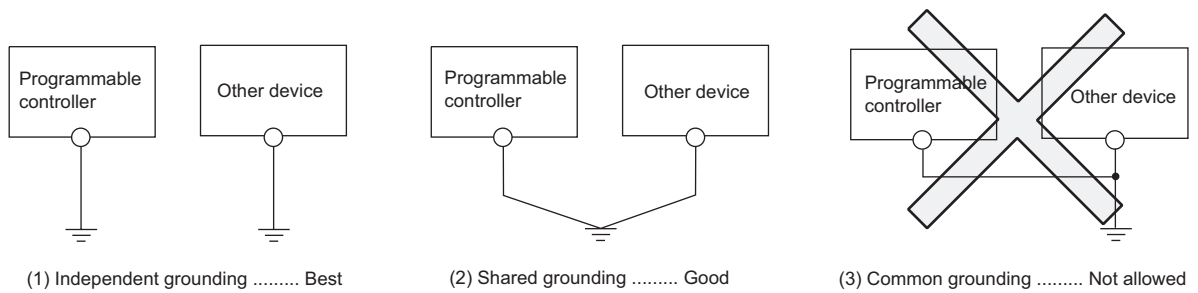 Programmable
controller
Other device
Programmable
controller
Other device
Programmable
controller
Other device
(1) Independent grounding ......... Best
(2) Shared grounding ......... Good
(3) Common grounding ......... Not allowed